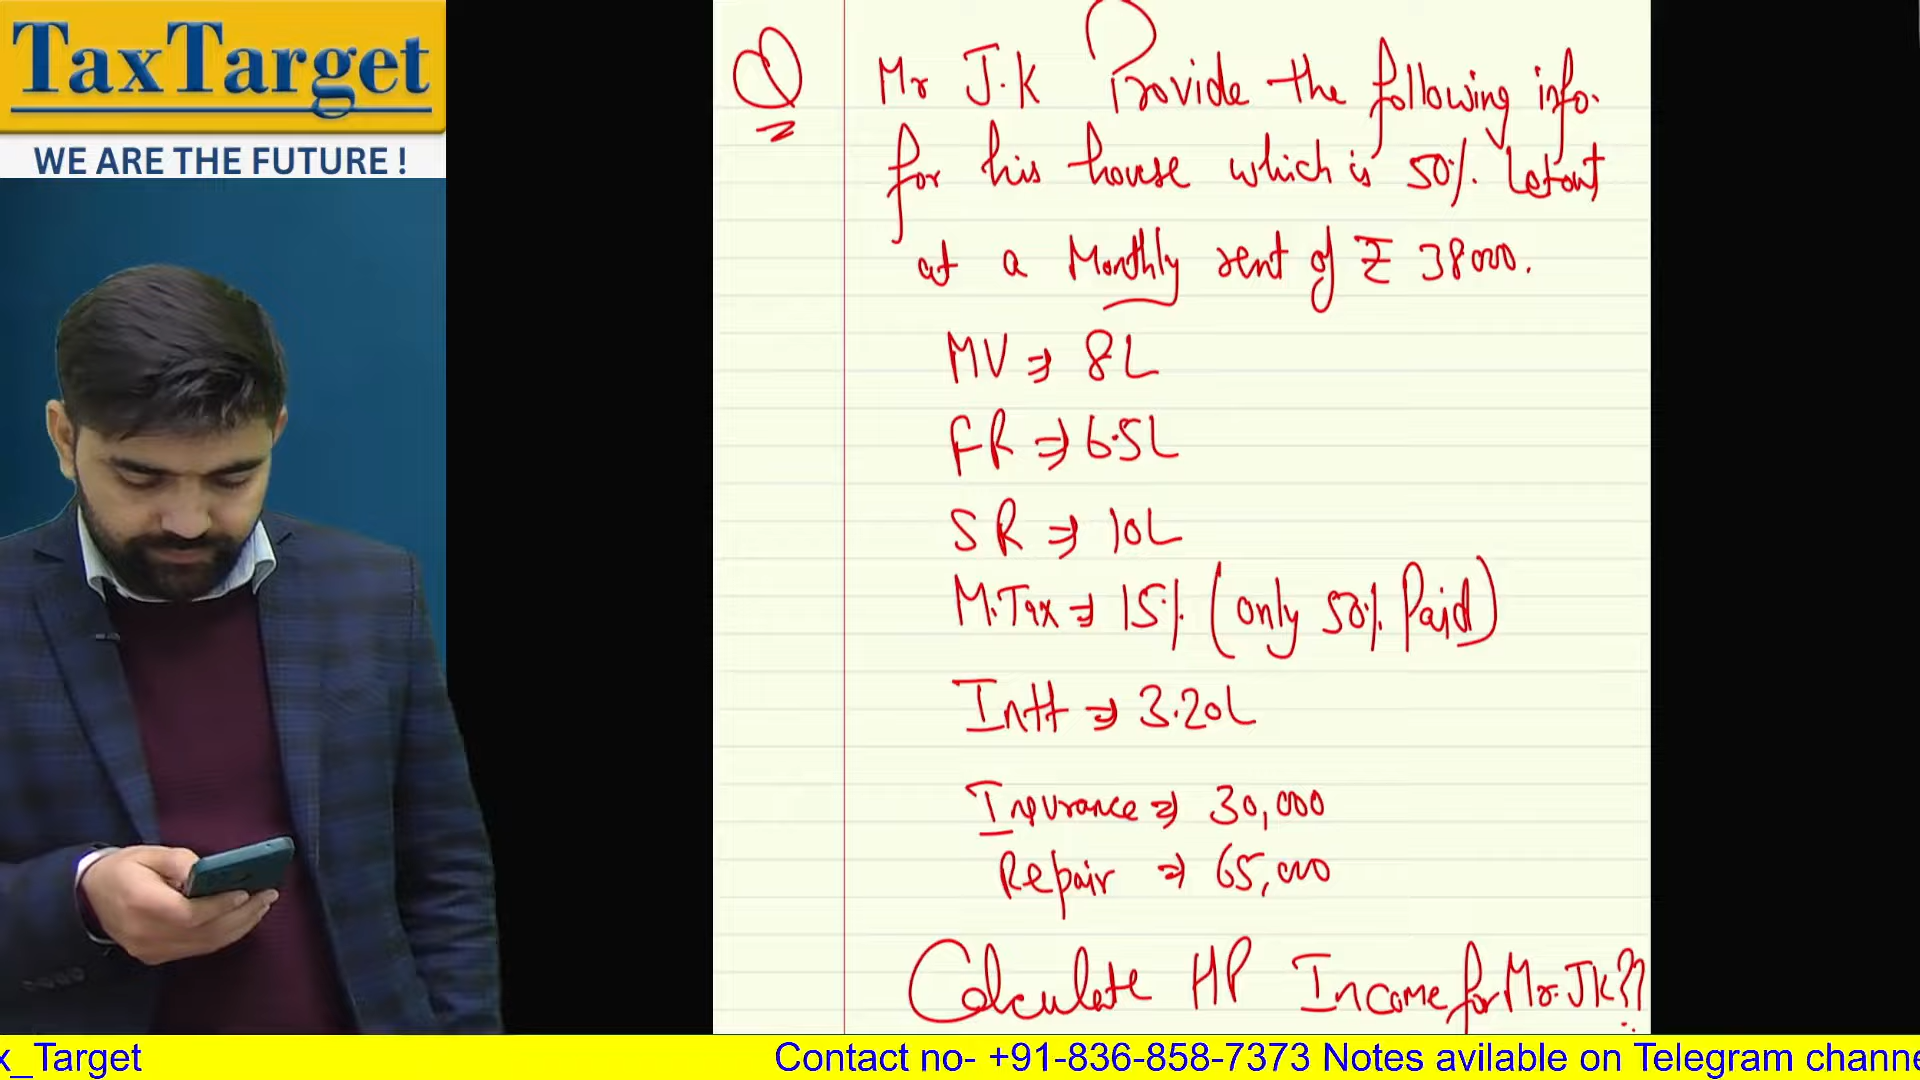 TaxTarget
WE ARE THE FUTURE !
Q
Mr J.K Provide the following info.
for his house which is 50%. Letout
at a Monthly rent of ₹ 38000.
MV ⇒ 8L
FR ⇒ 6.5L
SR ⇒ 10L
M.Tax ⇒ 15% (only 50% Paid)
Intt ⇒ 3.20L
Insurance ⇒ 30,000
Repair ⇒ 65,000
Calculate HP Income for Mr. JK??
x_Target
Contact no- +91-836-858-7373 Notes avilable on Telegram channe